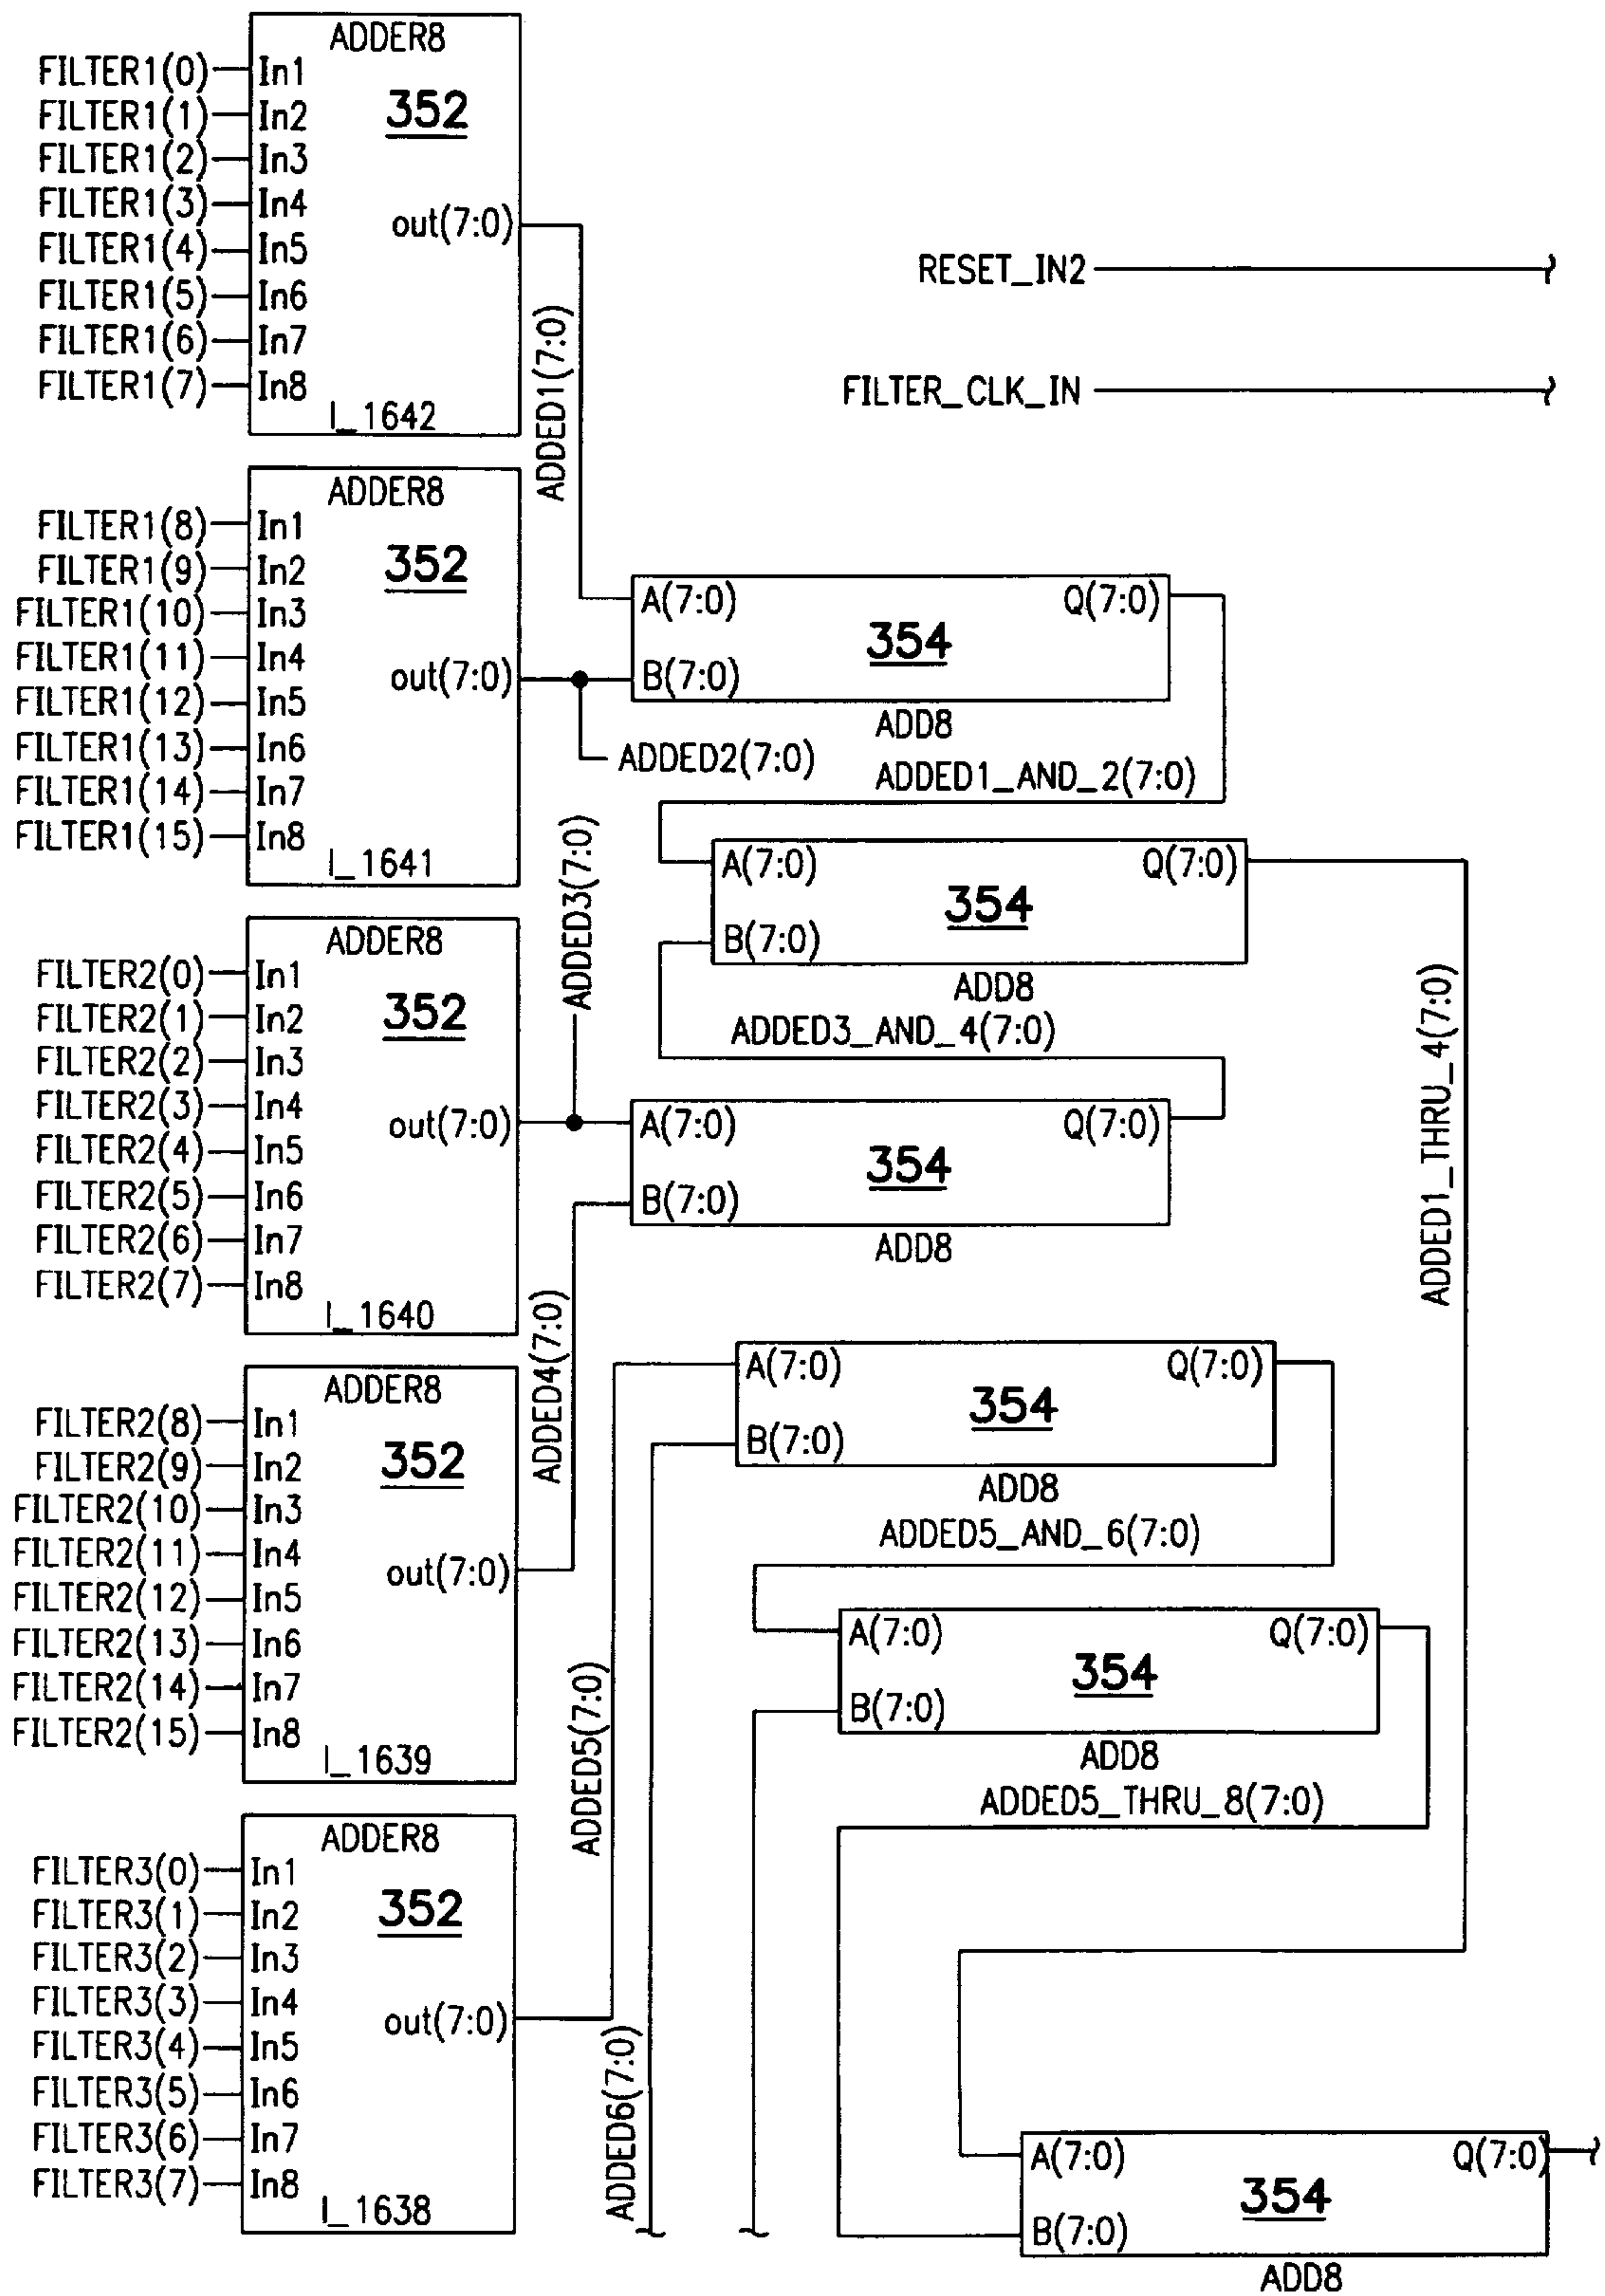 ADDER8
352
FILTER1(0) In1
FILTER1(1) In2
FILTER1(2) In3
FILTER1(3) In4
FILTER1(4) In5
FILTER1(5) In6
FILTER1(6) In7
FILTER1(7) In8
out(7:0)
I_1642
ADDED1(7:0)
RESET_IN2
FILTER_CLK_IN
ADDER8
352
FILTER1(8) In1
FILTER1(9) In2
FILTER1(10) In3
FILTER1(11) In4
FILTER1(12) In5
FILTER1(13) In6
FILTER1(14) In7
FILTER1(15) In8
out(7:0)
I_1641
A(7:0) Q(7:0)
354
B(7:0)
ADD8
ADDED2(7:0)
ADDED1_AND_2(7:0)
A(7:0) Q(7:0)
354
B(7:0)
ADD8
ADDED3(7:0)
ADDED3_AND_4(7:0)
ADDED1_THRU_4(7:0)
ADDER8
352
FILTER2(0) In1
FILTER2(1) In2
FILTER2(2) In3
FILTER2(3) In4
FILTER2(4) In5
FILTER2(5) In6
FILTER2(6) In7
FILTER2(7) In8
out(7:0)
I_1640
A(7:0) Q(7:0)
354
B(7:0)
ADD8
ADDED4(7:0)
ADDER8
352
FILTER2(8) In1
FILTER2(9) In2
FILTER2(10) In3
FILTER2(11) In4
FILTER2(12) In5
FILTER2(13) In6
FILTER2(14) In7
FILTER2(15) In8
out(7:0)
I_1639
A(7:0) Q(7:0)
354
B(7:0)
ADD8
ADDED5_AND_6(7:0)
ADDED5(7:0)
A(7:0) Q(7:0)
354
B(7:0)
ADD8
ADDED5_THRU_8(7:0)
ADDER8
352
FILTER3(0) In1
FILTER3(1) In2
FILTER3(2) In3
FILTER3(3) In4
FILTER3(4) In5
FILTER3(5) In6
FILTER3(6) In7
FILTER3(7) In8
out(7:0)
I_1638
ADDED6(7:0)
A(7:0) Q(7:0)
354
B(7:0)
ADD8